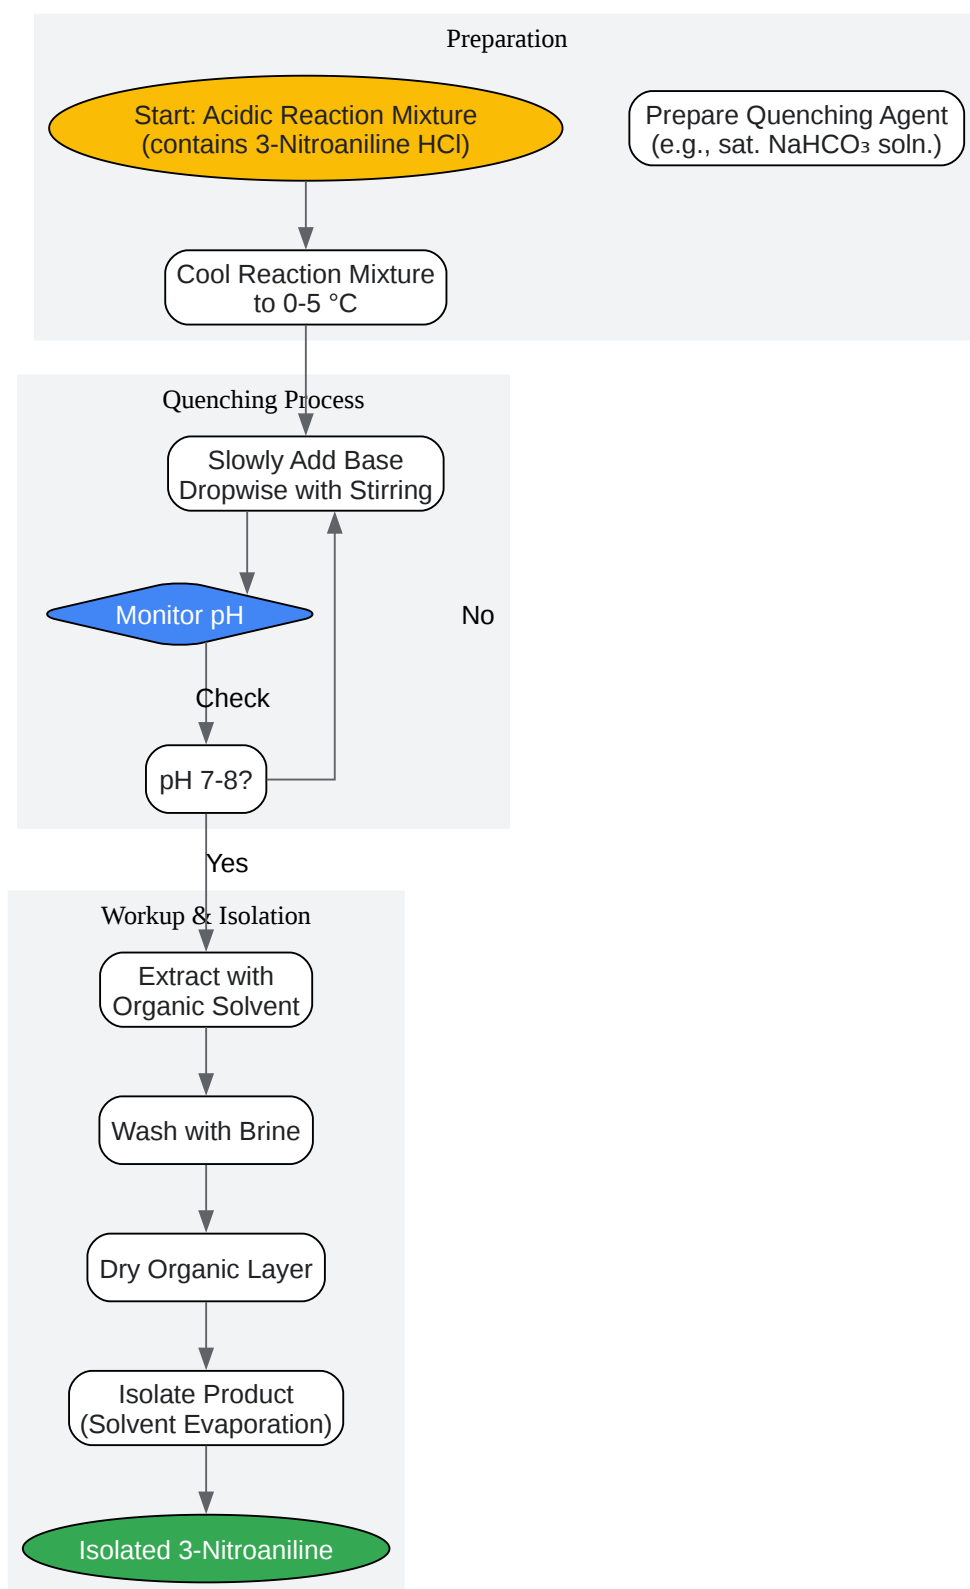 Preparation
Start: Acidic Reaction Mixture
(contains 3-Nitroaniline HCl)
Prepare Quenching Agent
(e.g., sat. NaHCO₃ soln.)
Cool Reaction Mixture
to 0-5 °C
Quenching Process
Slowly Add Base
Dropwise with Stirring
Monitor pH
No
Check
pH 7-8?
Yes
Workup & Isolation
Extract with
Organic Solvent
Wash with Brine
Dry Organic Layer
Isolate Product
(Solvent Evaporation)
Isolated 3-Nitroaniline